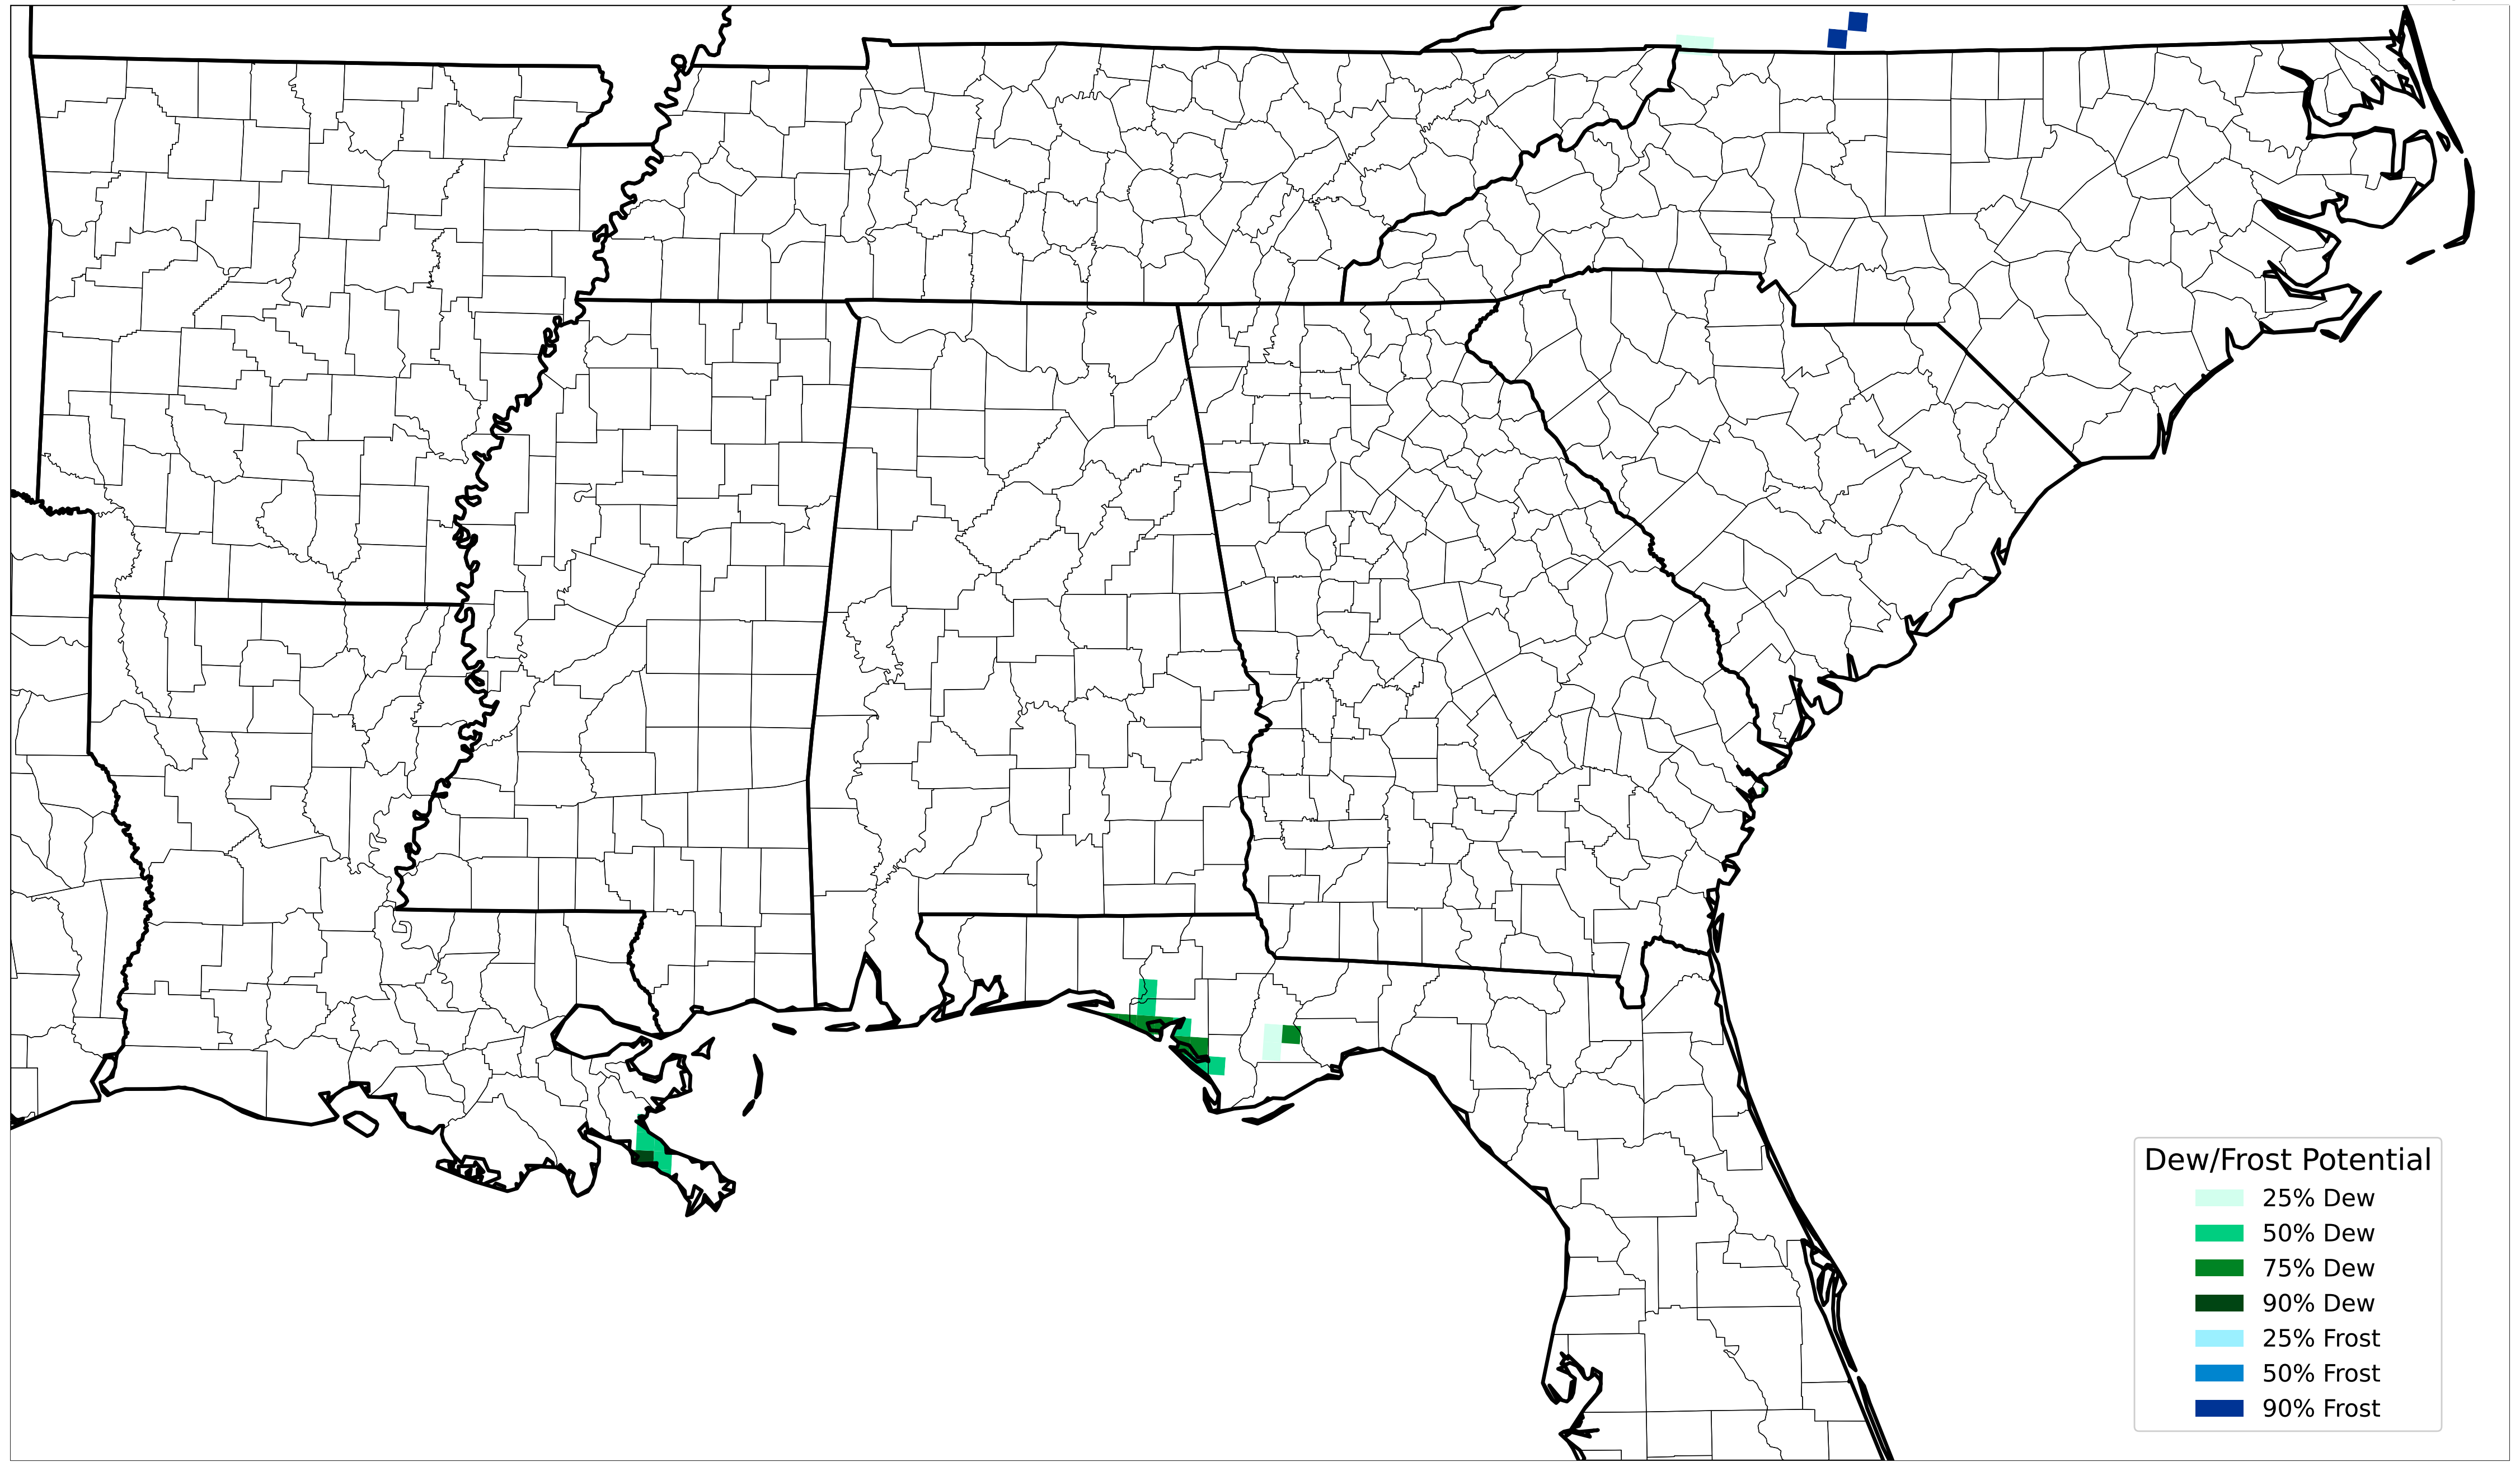 Dew/Frost Potential
25% Dew
50% Dew
75% Dew
90% Dew
25% Frost
50% Frost
90% Frost